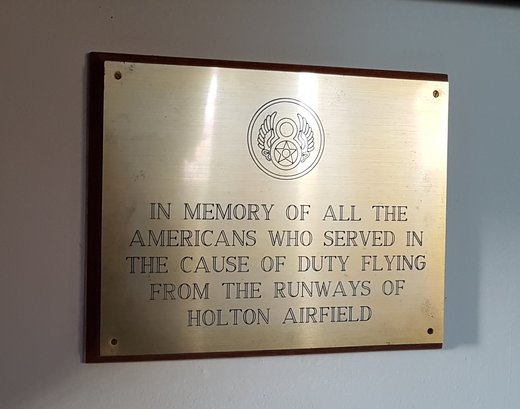 IN MEMORY OF ALL THE
AMERICANS WHO SERVED IN
THE CAUSE OF DUTY FLYING
FROM THE RUNWAYS OF
HOLTON AIRFIELD